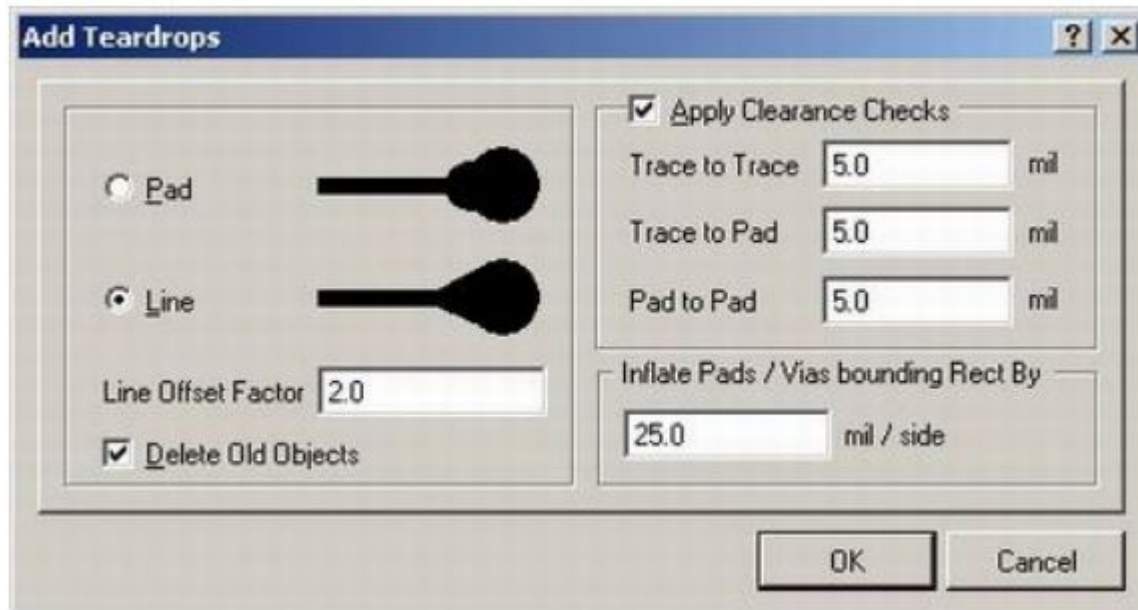 Add Teardrops
Pad
Line
Line Offset Factor 2.0
Delete Old Objects
Apply Clearance Checks
Trace to Trace 5.0 mil
Trace to Pad 5.0 mil
Pad to Pad 5.0 mil
Inflate Pads / Vias bounding Rect By
25.0 mil / side
OK Cancel